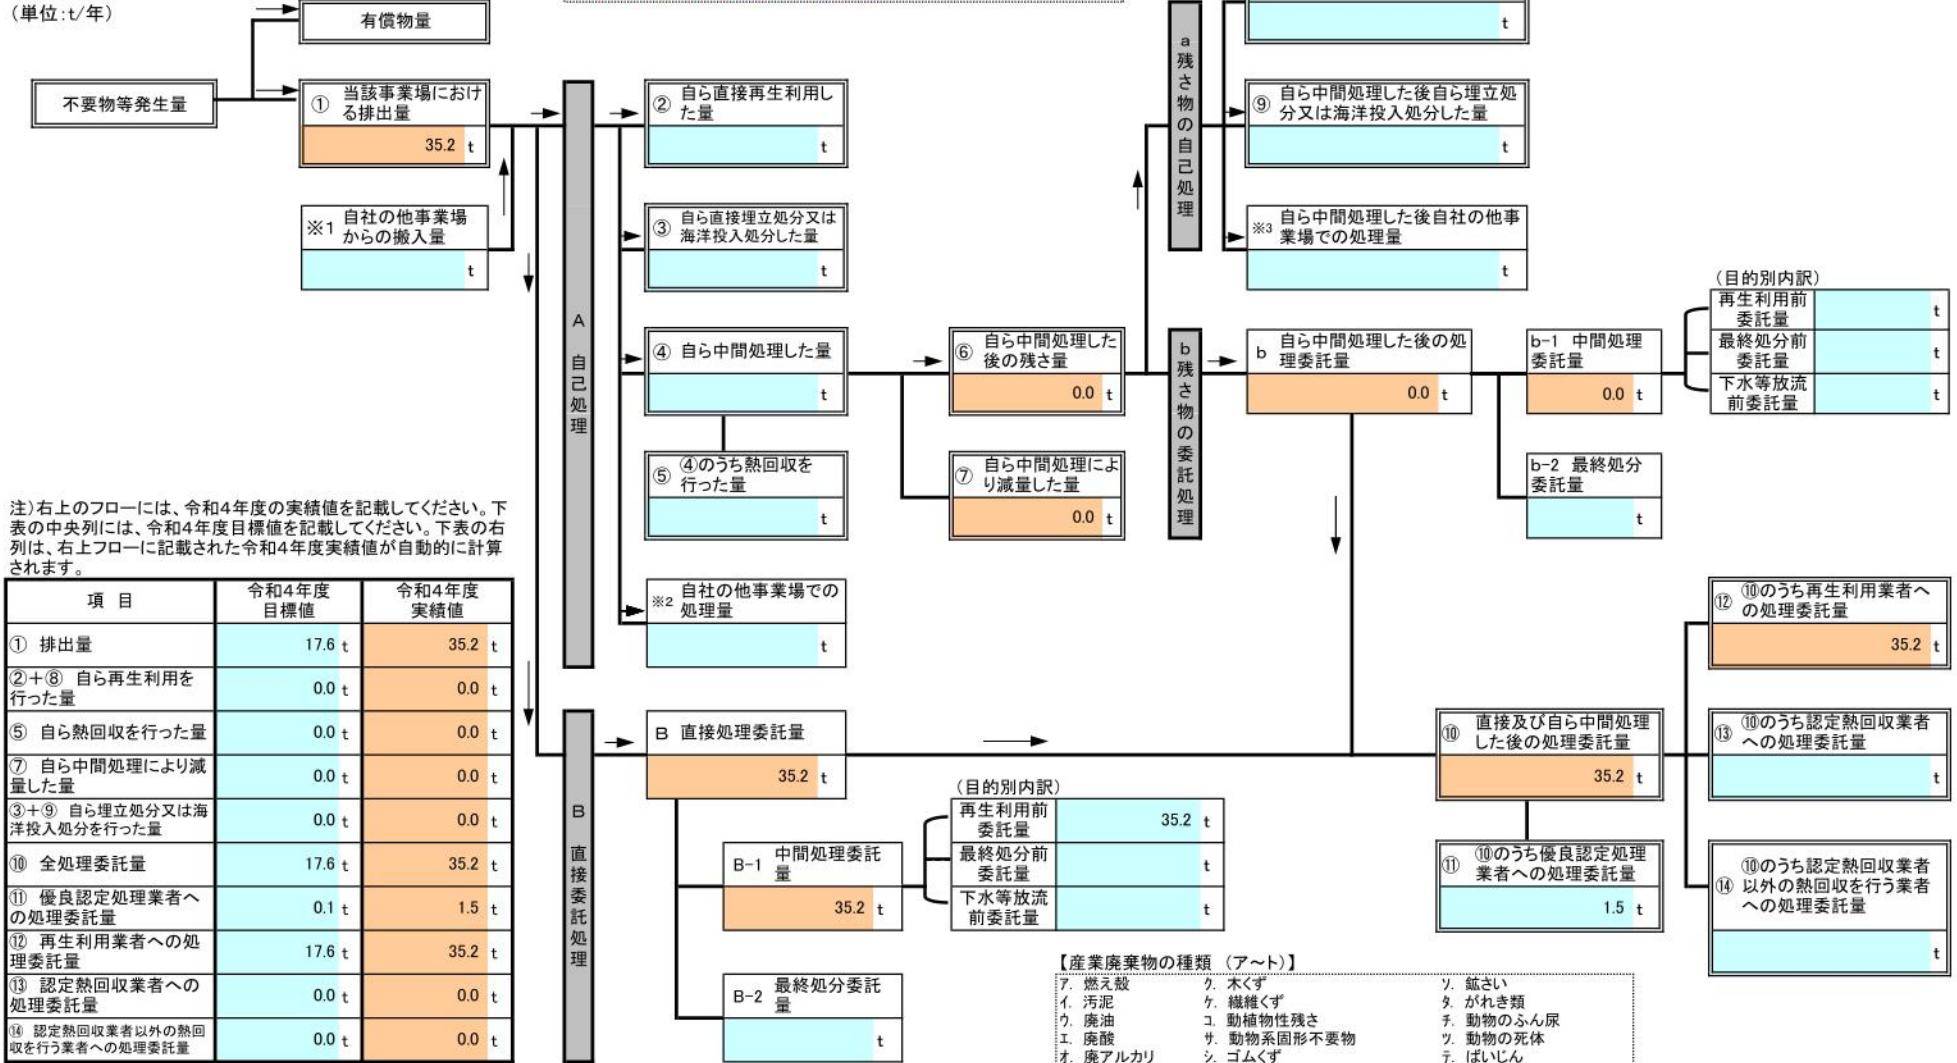 （単位：t/年）
有償物量
不要物等発生量
① 当該事業場におけ
る排出量
35.2 t
※1 自社の他事業場
からの搬入量
t
A 自己処理
② 自ら直接再生利用し
た量
t
③ 自ら直接埋立処分又は
海洋投入処分した量
t
④ 自ら中間処理した量
t
⑤ ④のうち熱回収を
行った量
t
※2 自社の他事業場での
処理量
t
⑥ 自ら中間処理した
後の残さ量
0.0 t
⑦ 自ら中間処理によ
り減量した量
0.0 t
a 残さ物の自己処理
t
⑨ 自ら中間処理した後自ら埋立処
分又は海洋投入処分した量
t
※3 自ら中間処理した後自社の他事
業場での処理量
t
b 残さ物の委託処理
b 自ら中間処理した後の処
理委託量
0.0 t
b-1 中間処理
委託量
0.0 t
b-2 最終処分
委託量
t
（目的別内訳）
再生利用前
委託量
t
最終処分前
委託量
t
下水等放流
前委託量
t
注）右上のフローには、令和4年度の実績値を記載してください。下
表の中央列には、令和4年度目標値を記載してください。下表の右
列は、右上フローに記載された令和4年度実績値が自動的に計算
されます。
項 目 令和4年度
目標値 令和4年度
実績値
① 排出量 17.6 t 35.2 t
②＋⑧ 自ら再生利用を
行った量 0.0 t 0.0 t
⑤ 自ら熱回収を行った量 0.0 t 0.0 t
⑦ 自ら中間処理により減
量した量 0.0 t 0.0 t
③＋⑨ 自ら埋立処分又は海
洋投入処分を行った量 0.0 t 0.0 t
⑩ 全処理委託量 17.6 t 35.2 t
⑪ 優良認定処理業者へ
の処理委託量 0.1 t 1.5 t
⑫ 再生利用業者への処
理委託量 17.6 t 35.2 t
⑬ 認定熱回収業者への
処理委託量 0.0 t 0.0 t
⑭ 認定熱回収業者以外の熱回
収を行う業者への処理委託量 0.0 t 0.0 t
B 直接委託処理
B 直接処理委託量
35.2 t
B-1 中間処理委託
量
35.2 t
B-2 最終処分委託
量
t
（目的別内訳）
再生利用前
委託量
35.2 t
最終処分前
委託量
t
下水等放流
前委託量
t
⑩ 直接及び自ら中間処理
した後の処理委託量
35.2 t
⑪ ⑩のうち優良認定処理
業者への処理委託量
1.5 t
⑫ ⑩のうち再生利用業者へ
の処理委託量
35.2 t
⑬ ⑩のうち認定熱回収業者
への処理委託量
t
⑭ ⑩のうち認定熱回収業者
以外の熱回収を行う業者
への処理委託量
t
【産業廃棄物の種類 （ア～ト）】
ア. 燃え殻 ク. 木くず ソ. 鉱さい
イ. 汚泥 ケ. 繊維くず タ. がれき類
ウ. 廃油 コ. 動植物性残さ チ. 動物のふん尿
エ. 廃酸 サ. 動物系固形不要物 ツ. 動物の死体
オ. 廃アルカリ シ. ゴムくず テ. ばいじん